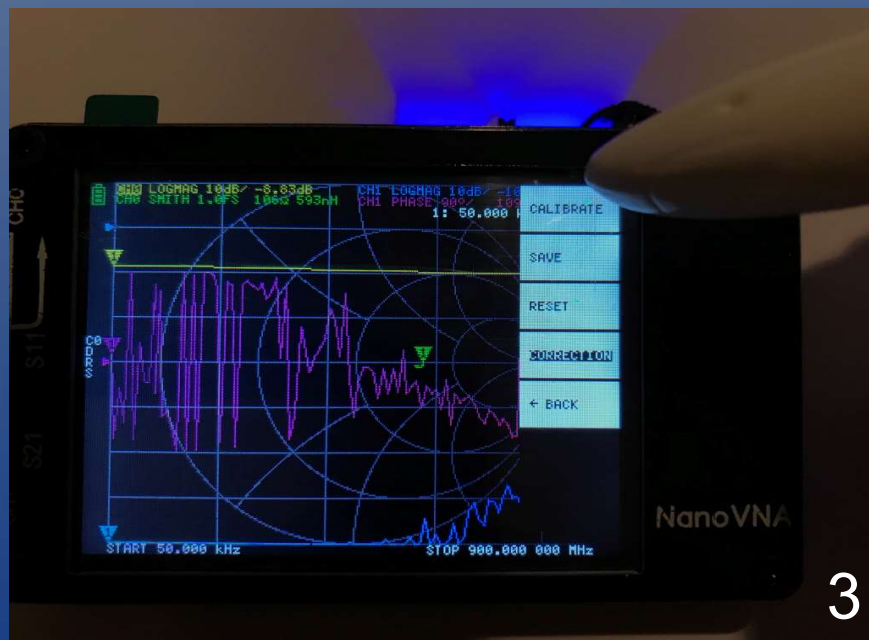 CH0 LOGMAG 10dB/ -8.83dB CH1 LOGMAG 10dB/
CH0 SMITH 1.0FS 106Ω 593nH CH1 PHASE 90°/
1: 50.000
CALIBRATE
SAVE
RESET
CORRECTION
← BACK
C0
D
R
S
START 50.000 kHz STOP 900.000 000 MHz
CH0
S11
S21
NanoVNA
3